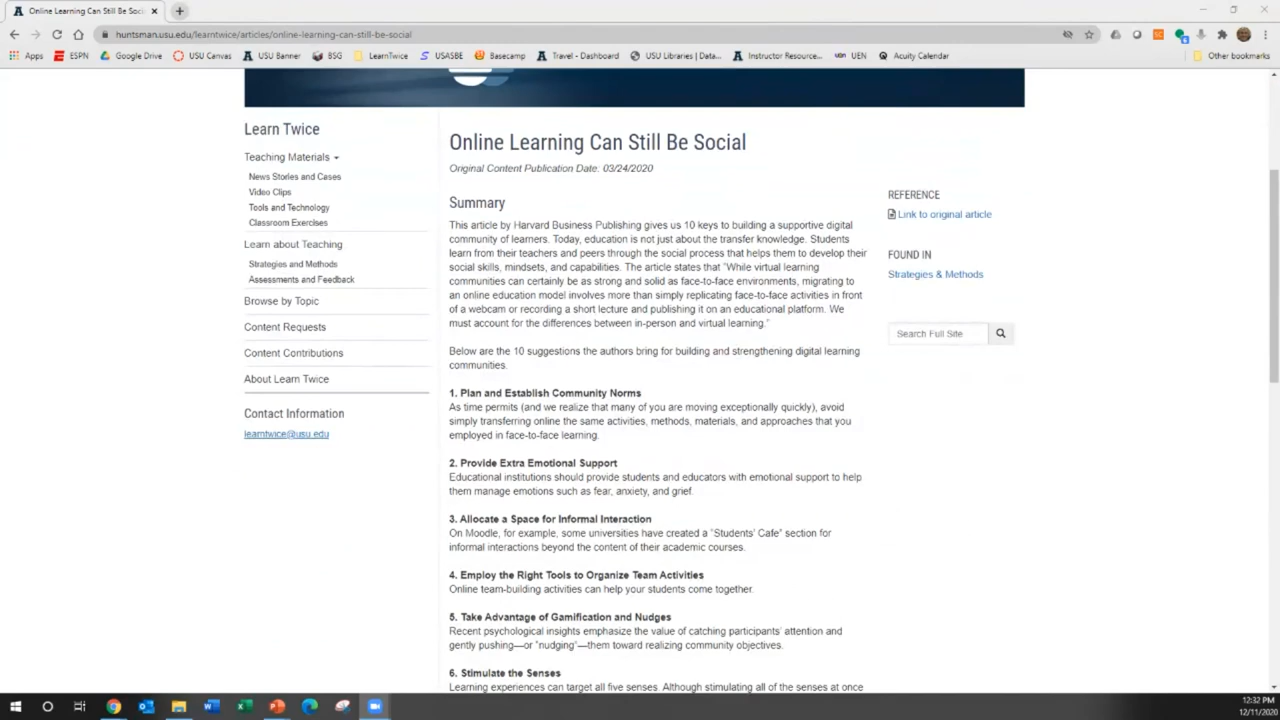 Online Learning Can Still Be Soc
huntsman.usu.edu/learntwice/articles/online-learning-can-still-be-social
Apps ESPN Google Drive USU Canvas USU Banner BSG LearnTwice USASBE Basecamp Travel - Dashboard USU Libraries | Data... Instructor Resource... UEN Acuity Calendar Other bookmarks
Learn Twice
Teaching Materials
News Stories and Cases
Video Clips
Tools and Technology
Classroom Exercises
Learn about Teaching
Strategies and Methods
Assessments and Feedback
Browse by Topic
Content Requests
Content Contributions
About Learn Twice
Contact Information
learntwice@usu.edu
Online Learning Can Still Be Social
Original Content Publication Date: 03/24/2020
Summary
This article by Harvard Business Publishing gives us 10 keys to building a supportive digital
community of learners. Today, education is not just about the transfer knowledge. Students
learn from their teachers and peers through the social process that helps them to develop their
social skills, mindsets, and capabilities. The article states that "While virtual learning
communities can certainly be as strong and solid as face-to-face environments, migrating to
an online education model involves more than simply replicating face-to-face activities in front
of a webcam or recording a short lecture and publishing it on an educational platform. We
must account for the differences between in-person and virtual learning."
Below are the 10 suggestions the authors bring for building and strengthening digital learning
communities.
1. Plan and Establish Community Norms
As time permits (and we realize that many of you are moving exceptionally quickly), avoid
simply transferring online the same activities, methods, materials, and approaches that you
employed in face-to-face learning.
2. Provide Extra Emotional Support
Educational institutions should provide students and educators with emotional support to help
them manage emotions such as fear, anxiety, and grief.
3. Allocate a Space for Informal Interaction
On Moodle, for example, some universities have created a "Students' Cafe" section for
informal interactions beyond the content of their academic courses.
4. Employ the Right Tools to Organize Team Activities
Online team-building activities can help your students come together.
5. Take Advantage of Gamification and Nudges
Recent psychological insights emphasize the value of catching participants' attention and
gently pushing—or "nudging"—them toward realizing community objectives.
6. Stimulate the Senses
Learning experiences can target all five senses. Although stimulating all of the senses at once
REFERENCE
Link to original article
FOUND IN
Strategies & Methods
Search Full Site
12:32 PM
12/11/2020